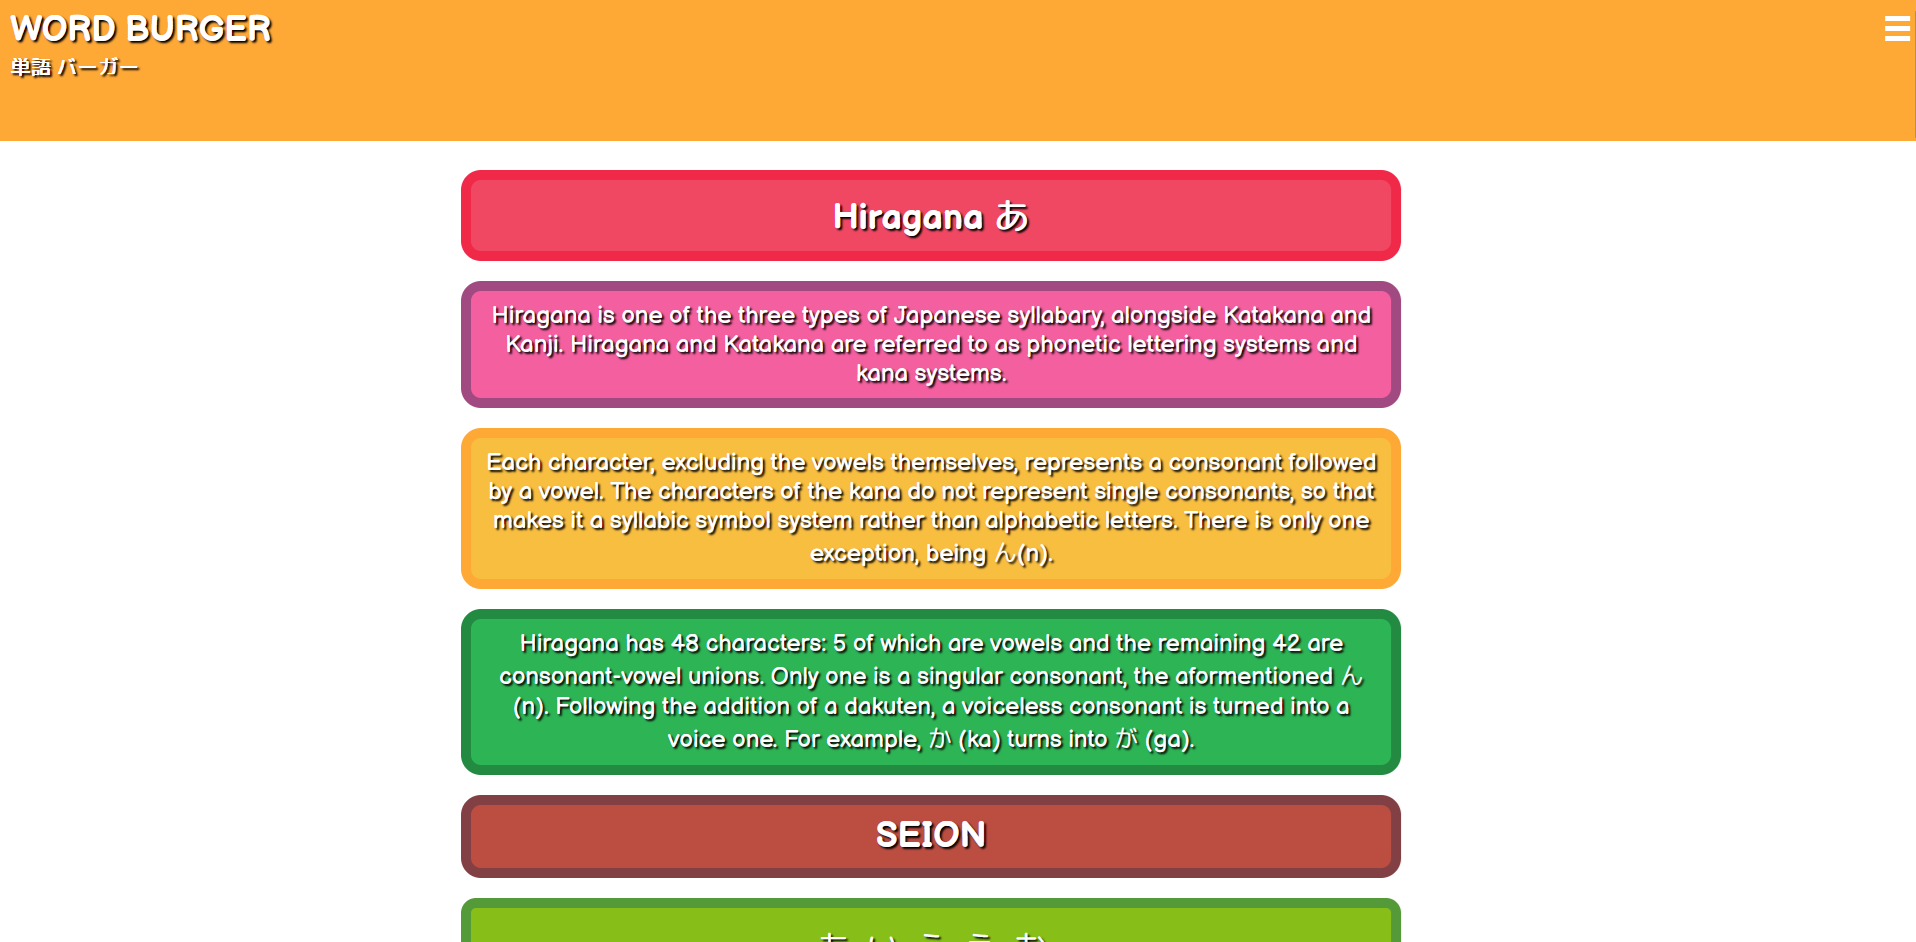 WORD BURGER
単語 バーガー
Hiragana あ
Hiragana is one of the three types of Japanese syllabary, alongside Katakana and
Kanji. Hiragana and Katakana are referred to as phonetic lettering systems and
kana systems.
Each character, excluding the vowels themselves, represents a consonant followed
by a vowel. The characters of the kana do not represent single consonants, so that
makes it a syllabic symbol system rather than alphabetic letters. There is only one
exception, being ん(n).
Hiragana has 48 characters: 5 of which are vowels and the remaining 42 are
consonant-vowel unions. Only one is a singular consonant, the aformentioned ん
(n). Following the addition of a dakuten, a voiceless consonant is turned into a
voice one. For example, か (ka) turns into が (ga).
SEION